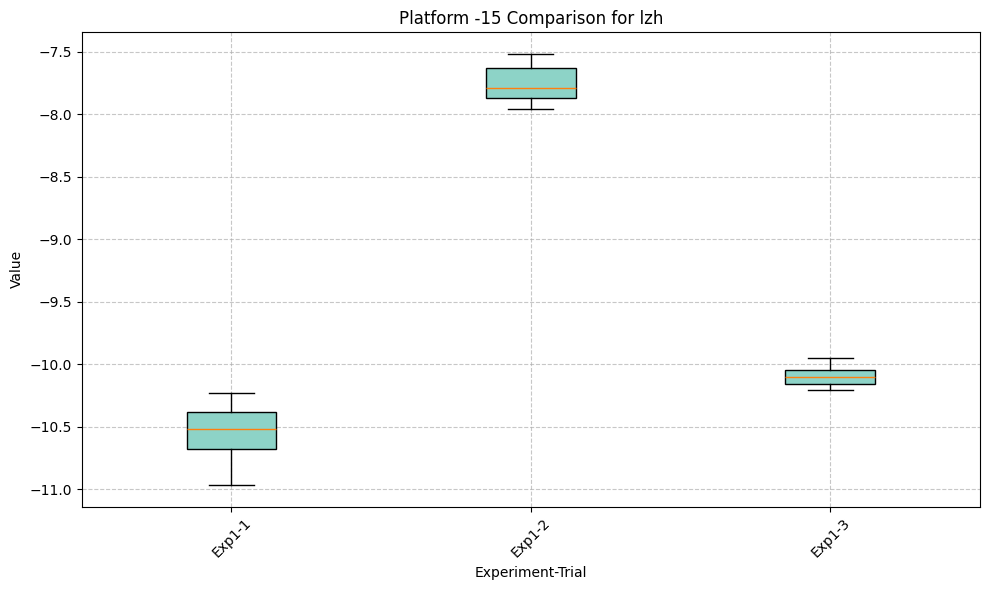 Platform -15 Comparison for lzh
Value
−7.5
−8.0
−8.5
−9.0
−9.5
−10.0
−10.5
−11.0
Exp1-1
Exp1-2
Exp1-3
Experiment-Trial